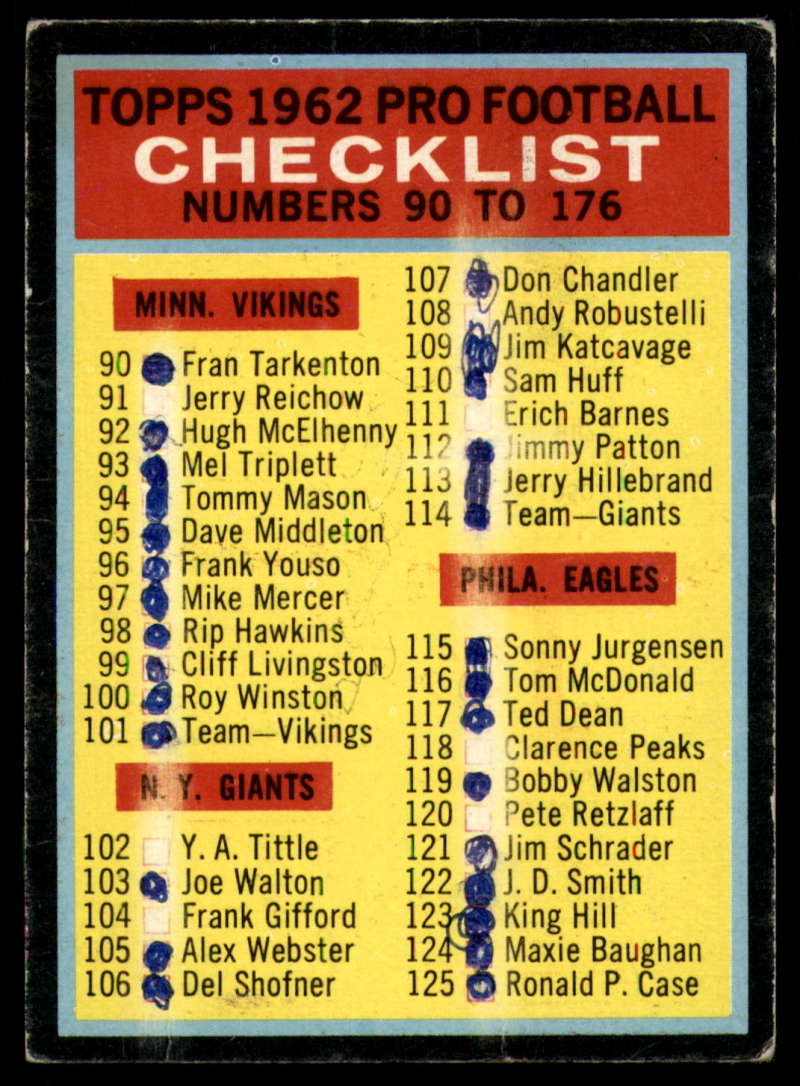 TOPPS 1962 PRO FOOTBALL
CHECKLIST
NUMBERS 90 TO 176
MINN. VIKINGS
90 Fran Tarkenton
91 Jerry Reichow
92 Hugh McElhenny
93 Mel Triplett
94 Tommy Mason
95 Dave Middleton
96 Frank Youso
97 Mike Mercer
98 Rip Hawkins
99 Cliff Livingston
100 Roy Winston
101 Team—Vikings
N. Y. GIANTS
102 Y. A. Tittle
103 Joe Walton
104 Frank Gifford
105 Alex Webster
106 Del Shofner
107 Don Chandler
108 Andy Robustelli
109 Jim Katcavage
110 Sam Huff
111 Erich Barnes
112 Jimmy Patton
113 Jerry Hillebrand
114 Team—Giants
PHILA. EAGLES
115 Sonny Jurgensen
116 Tom McDonald
117 Ted Dean
118 Clarence Peaks
119 Bobby Walston
120 Pete Retzlaff
121 Jim Schrader
122 J. D. Smith
123 King Hill
124 Maxie Baughan
125 Ronald P. Case